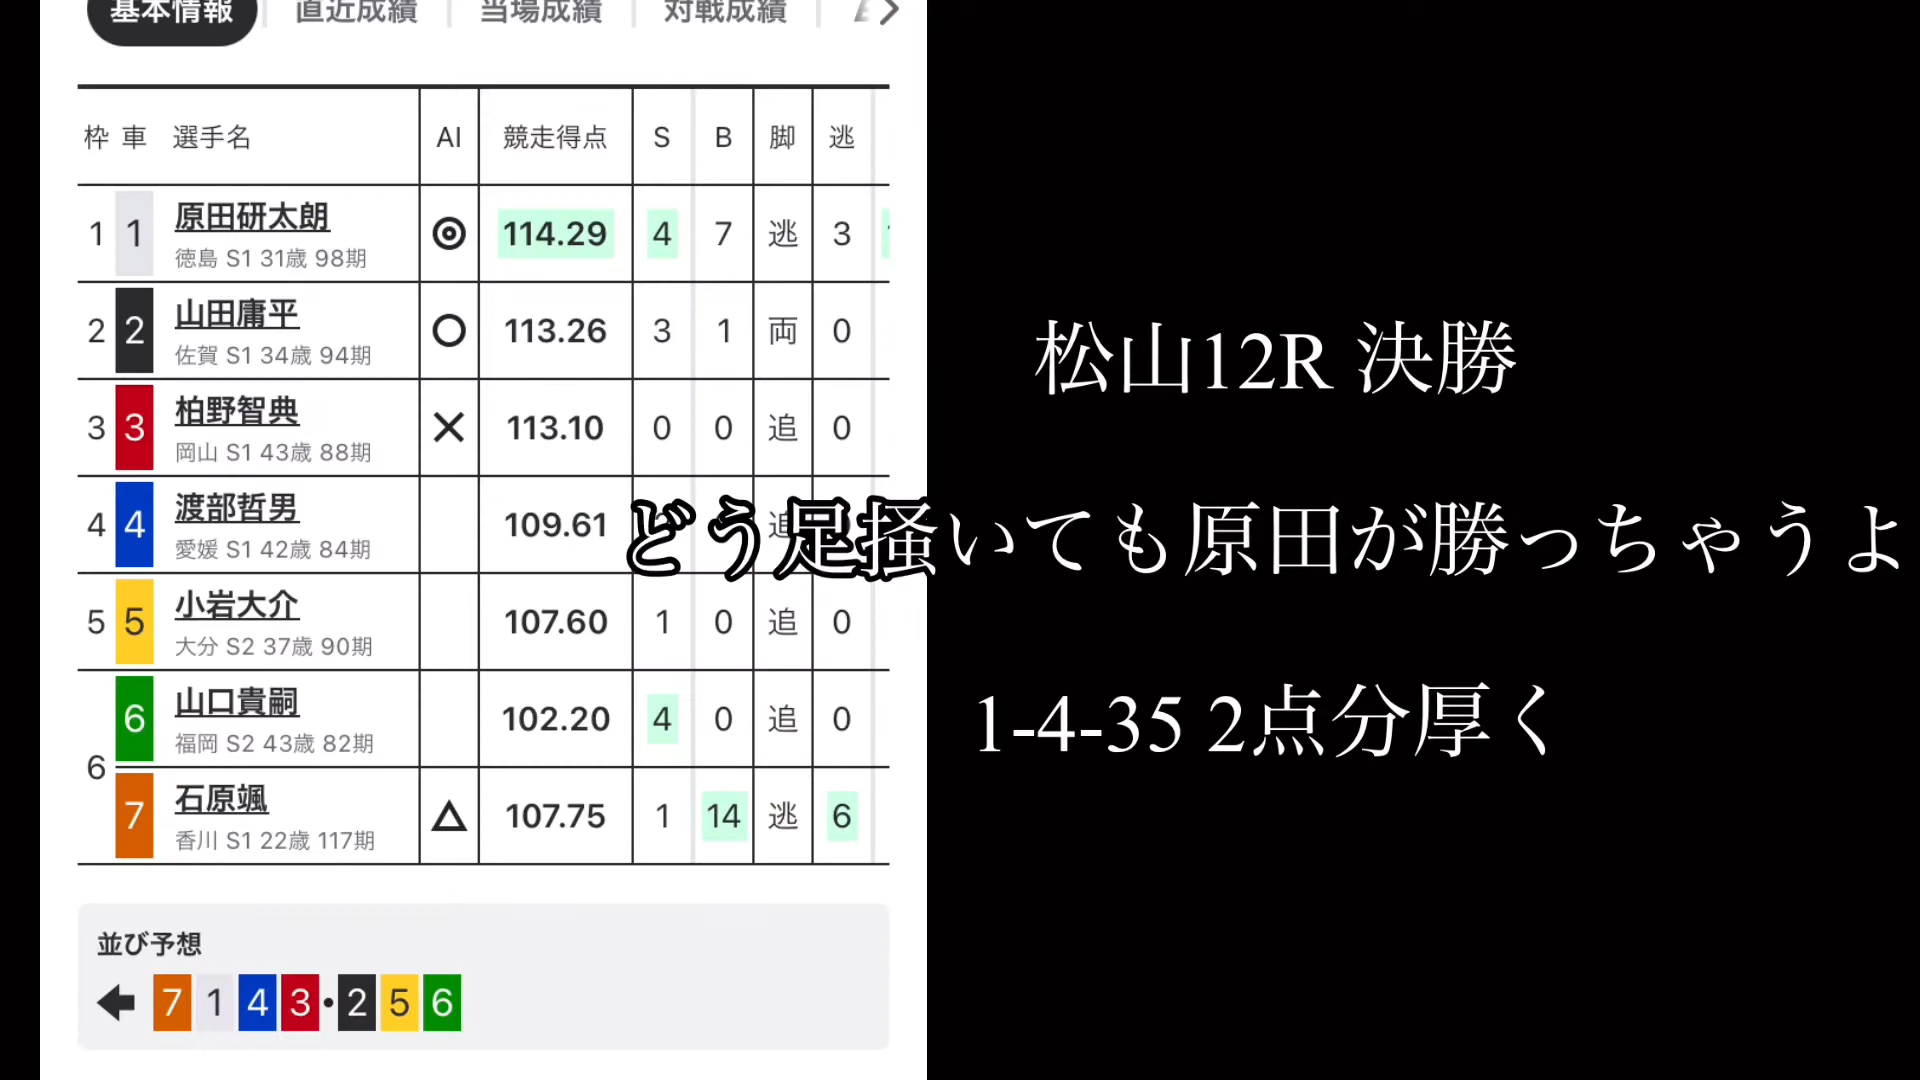 基本情報 直近成績 当場成績 対戦成績
枠 車 選手名 AI 競走得点 S B 脚 逃
1 1 原田研太朗 ◎ 114.29 4 7 逃 3
徳島 S1 31歳 98期
2 2 山田庸平 ○ 113.26 3 1 両 0
佐賀 S1 34歳 94期
3 3 柏野智典 × 113.10 0 0 追 0
岡山 S1 43歳 88期
4 4 渡部哲男 109.61 追
愛媛 S1 42歳 84期
5 5 小岩大介 107.60 1 0 追 0
大分 S2 37歳 90期
6 6 山口貴嗣 102.20 4 0 追 0
福岡 S2 43歳 82期
7 石原颯 △ 107.75 1 14 逃 6
香川 S1 22歳 117期
並び予想
7 1 4 3・2 5 6
松山12R 決勝
どう足掻いても原田が勝っちゃうよ
1-4-35 2点分厚く